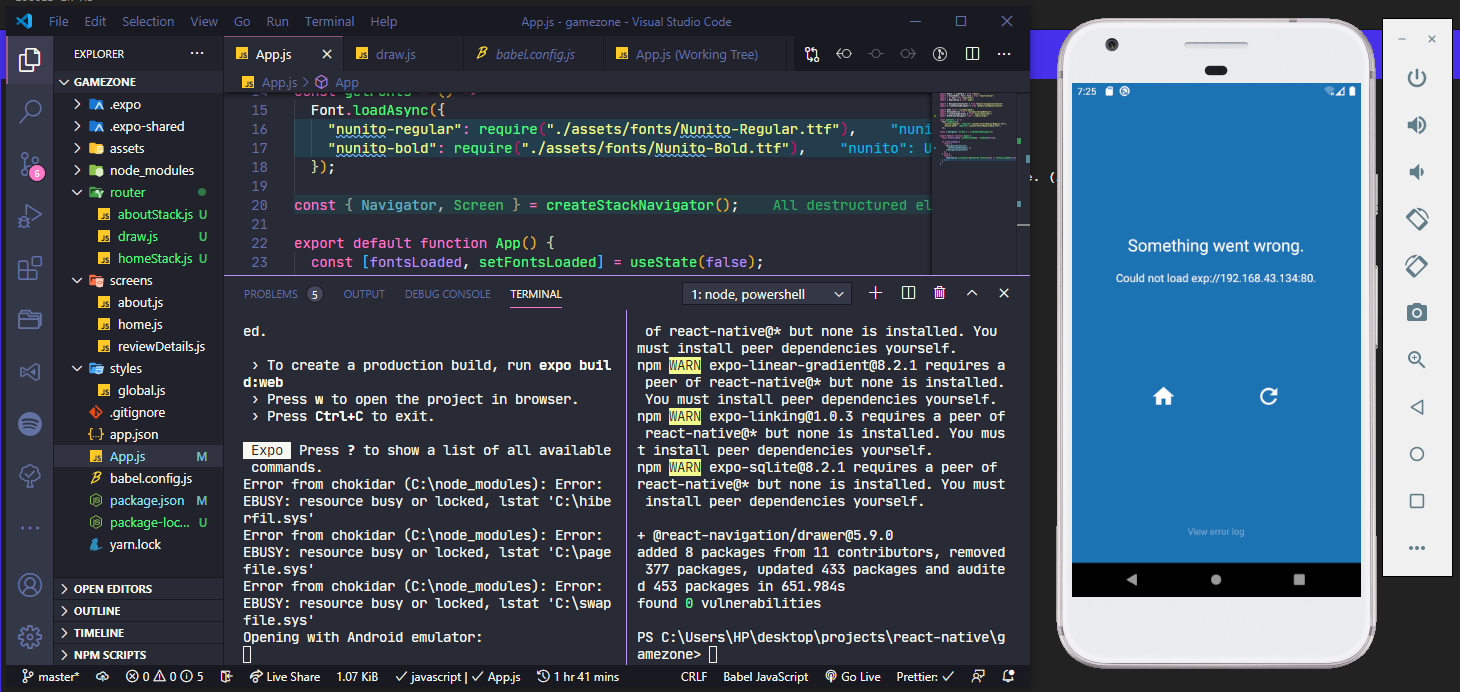 File Edit Selection View Go Run Terminal Help
App.js - gamezone - Visual Studio Code
EXPLORER
GAMEZONE
.expo
.expo-shared
assets
node_modules
router
aboutStack.js U
draw.js U
homeStack.js U
screens
about.js
home.js
reviewDetails.js
styles
global.js
.gitignore
app.json
App.js M
babel.config.js
package.json M
package-loc... U
yarn.lock
OPEN EDITORS
OUTLINE
TIMELINE
NPM SCRIPTS
6
App.js
draw.js
babel.config.js
App.js (Working Tree)
App.js > App
15 Font.loadAsync({
16 "nunito-regular": require("./assets/fonts/Nunito-Regular.ttf"), "nuni
17 "nunito-bold": require("./assets/fonts/Nunito-Bold.ttf"), "nunito": U
18 });
19
20 const { Navigator, Screen } = createStackNavigator(); All destructured el
21
22 export default function App() {
23 const [fontsLoaded, setFontsLoaded] = useState(false);
PROBLEMS 5 OUTPUT DEBUG CONSOLE TERMINAL
1: node, powershell
ed.
› To create a production build, run expo buil
d:web
› Press w to open the project in browser.
› Press Ctrl+C to exit.
Expo Press ? to show a list of all available
commands.
Error from chokidar (C:\node_modules): Error:
EBUSY: resource busy or locked, lstat 'C:\hibe
rfil.sys'
Error from chokidar (C:\node_modules): Error:
EBUSY: resource busy or locked, lstat 'C:\page
file.sys'
Error from chokidar (C:\node_modules): Error:
EBUSY: resource busy or locked, lstat 'C:\swap
file.sys'
Opening with Android emulator:
of react-native@* but none is installed. You
must install peer dependencies yourself.
npm WARN expo-linear-gradient@8.2.1 requires a
peer of react-native@* but none is installed.
You must install peer dependencies yourself.
npm WARN expo-linking@1.0.3 requires a peer of
react-native@* but none is installed. You mus
t install peer dependencies yourself.
npm WARN expo-sqlite@8.2.1 requires a peer of
react-native@* but none is installed. You must
install peer dependencies yourself.
+ @react-navigation/drawer@5.9.0
added 8 packages from 11 contributors, removed
377 packages, updated 433 packages and audite
d 453 packages in 651.984s
found 0 vulnerabilities
PS C:\Users\HP\desktop\projects\react-native\g
amezone>
master* 0 0 5 Live Share 1.07 KiB javascript | App.js 1 hr 41 mins CRLF Babel JavaScript Go Live Prettier:
7:25
Something went wrong.
Could not load exp://192.168.43.134:80.
View error log